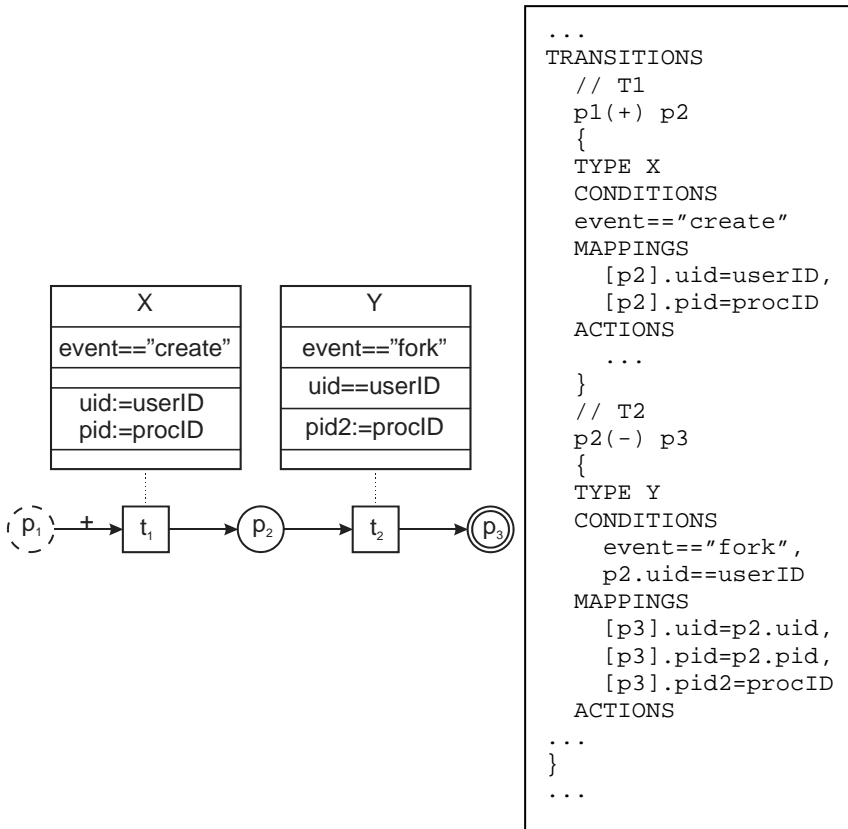 X
event==”create”
uid:=userID
pid:=procID
Y
event==”fork”
uid==userID
pid2:=procID
p1
+
t1
p2
t2
p3
...
TRANSITIONS
// T1
p1(+) p2
{
TYPE X
CONDITIONS
event==″create″
MAPPINGS
[p2].uid=userID,
[p2].pid=procID
ACTIONS
...
}
// T2
p2(-) p3
{
TYPE Y
CONDITIONS
event==″fork″,
p2.uid==userID
MAPPINGS
[p3].uid=p2.uid,
[p3].pid=p2.pid,
[p3].pid2=procID
ACTIONS
...
}
...